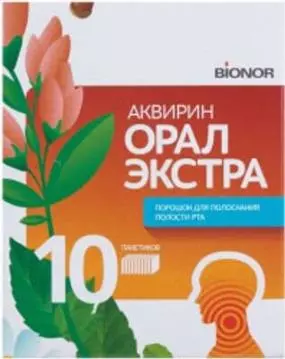 BIONOR
АКВИРИН
ОРАЛ
ЭКСТРА
ПОРОШОК ДЛЯ ПОЛОСКАНИЯ
ПОЛОСТИ РТА
10
ПАКЕТИКОВ